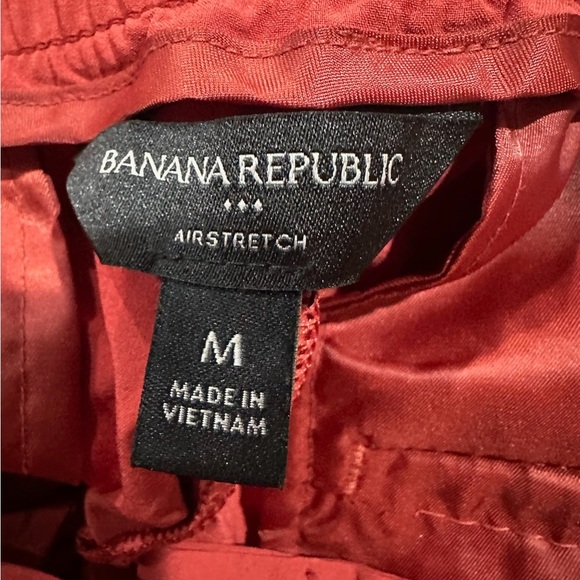 BANANA REPUBLIC
AIRSTRETCH
M
MADE IN
VIETNAM